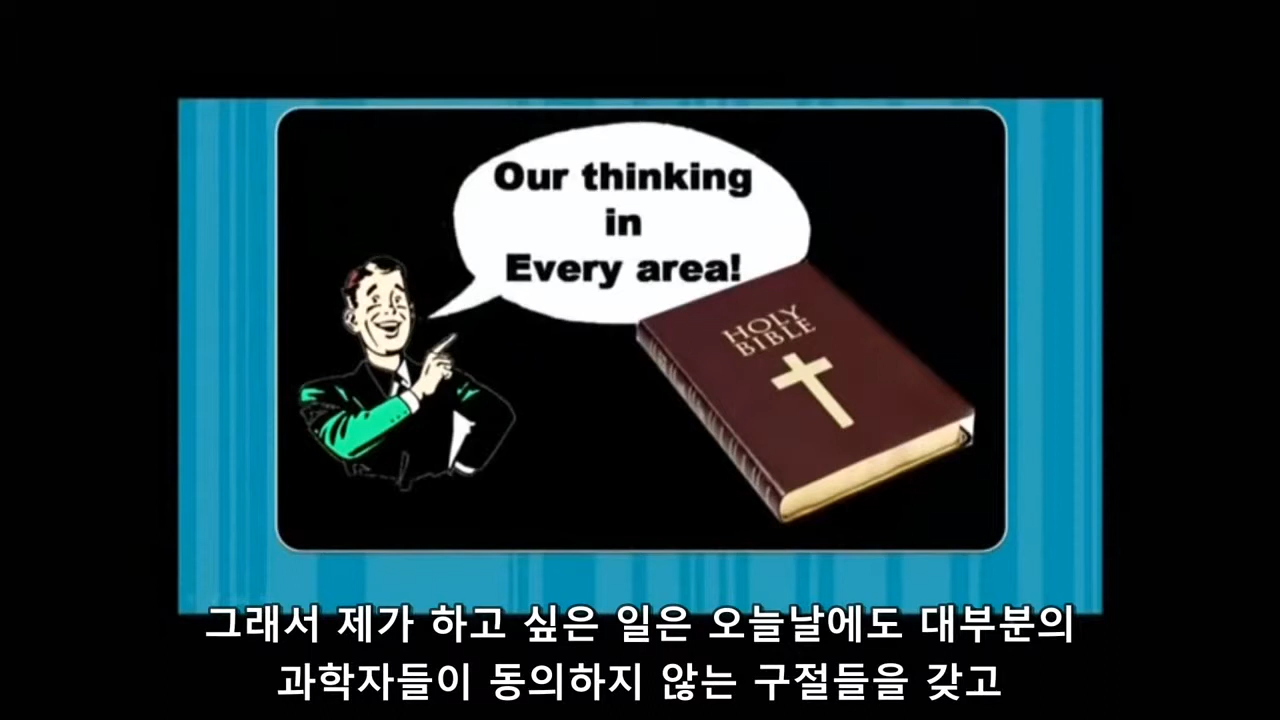 Our thinking
in
Every area!
HOLY
BIBLE
그래서 제가 하고 싶은 일은 오늘날에도 대부분의
과학자들이 동의하지 않는 구절들을 갖고